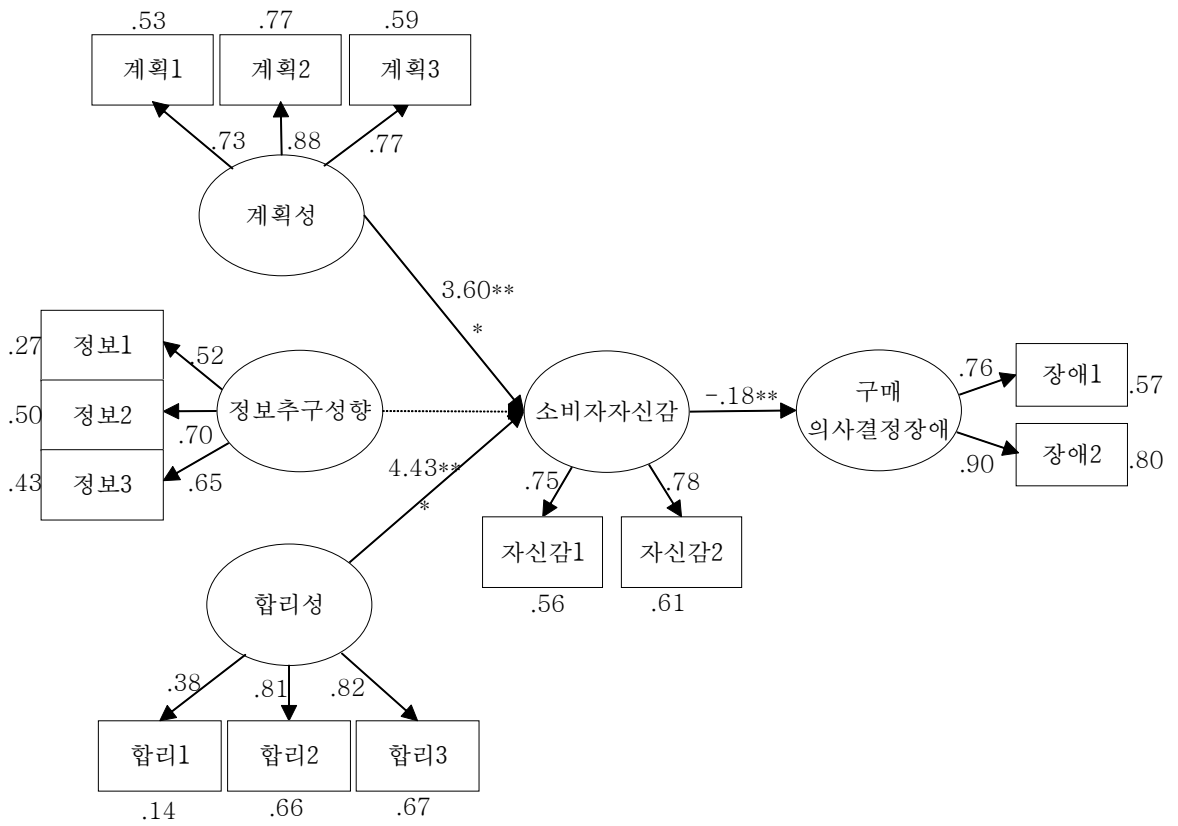 .53 .77 .59
계획1 계획2 계획3
.73 .88 .77
계획성
3.60**
*
.27 정보1 .52
.50 정보2 .70
.43 정보3 .65
정보추구성향
4.43**
*
소비자자신감
-.18**
구매
의사결정장애
.76 장애1 .57
.90 장애2 .80
.75 .78
자신감1 자신감2
.56 .61
합리성
.38 .81 .82
합리1 합리2 합리3
.14 .66 .67